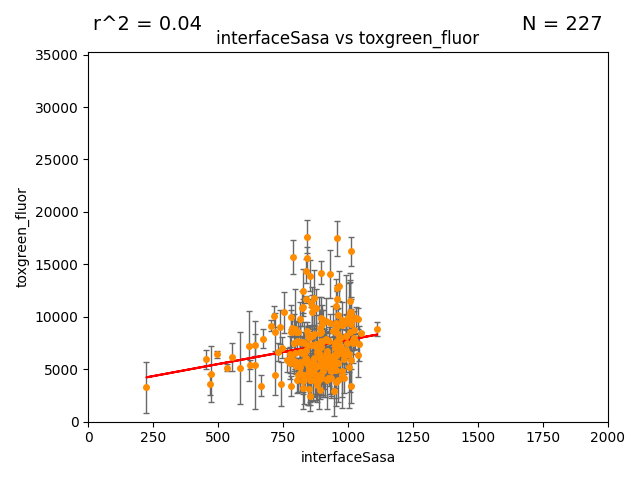 r^2 = 0.04
N = 227
interfaceSasa vs toxgreen_fluor
35000
30000
25000
20000
15000
10000
5000
0
toxgreen_fluor
0 250 500 750 1000 1250 1500 1750 2000
interfaceSasa